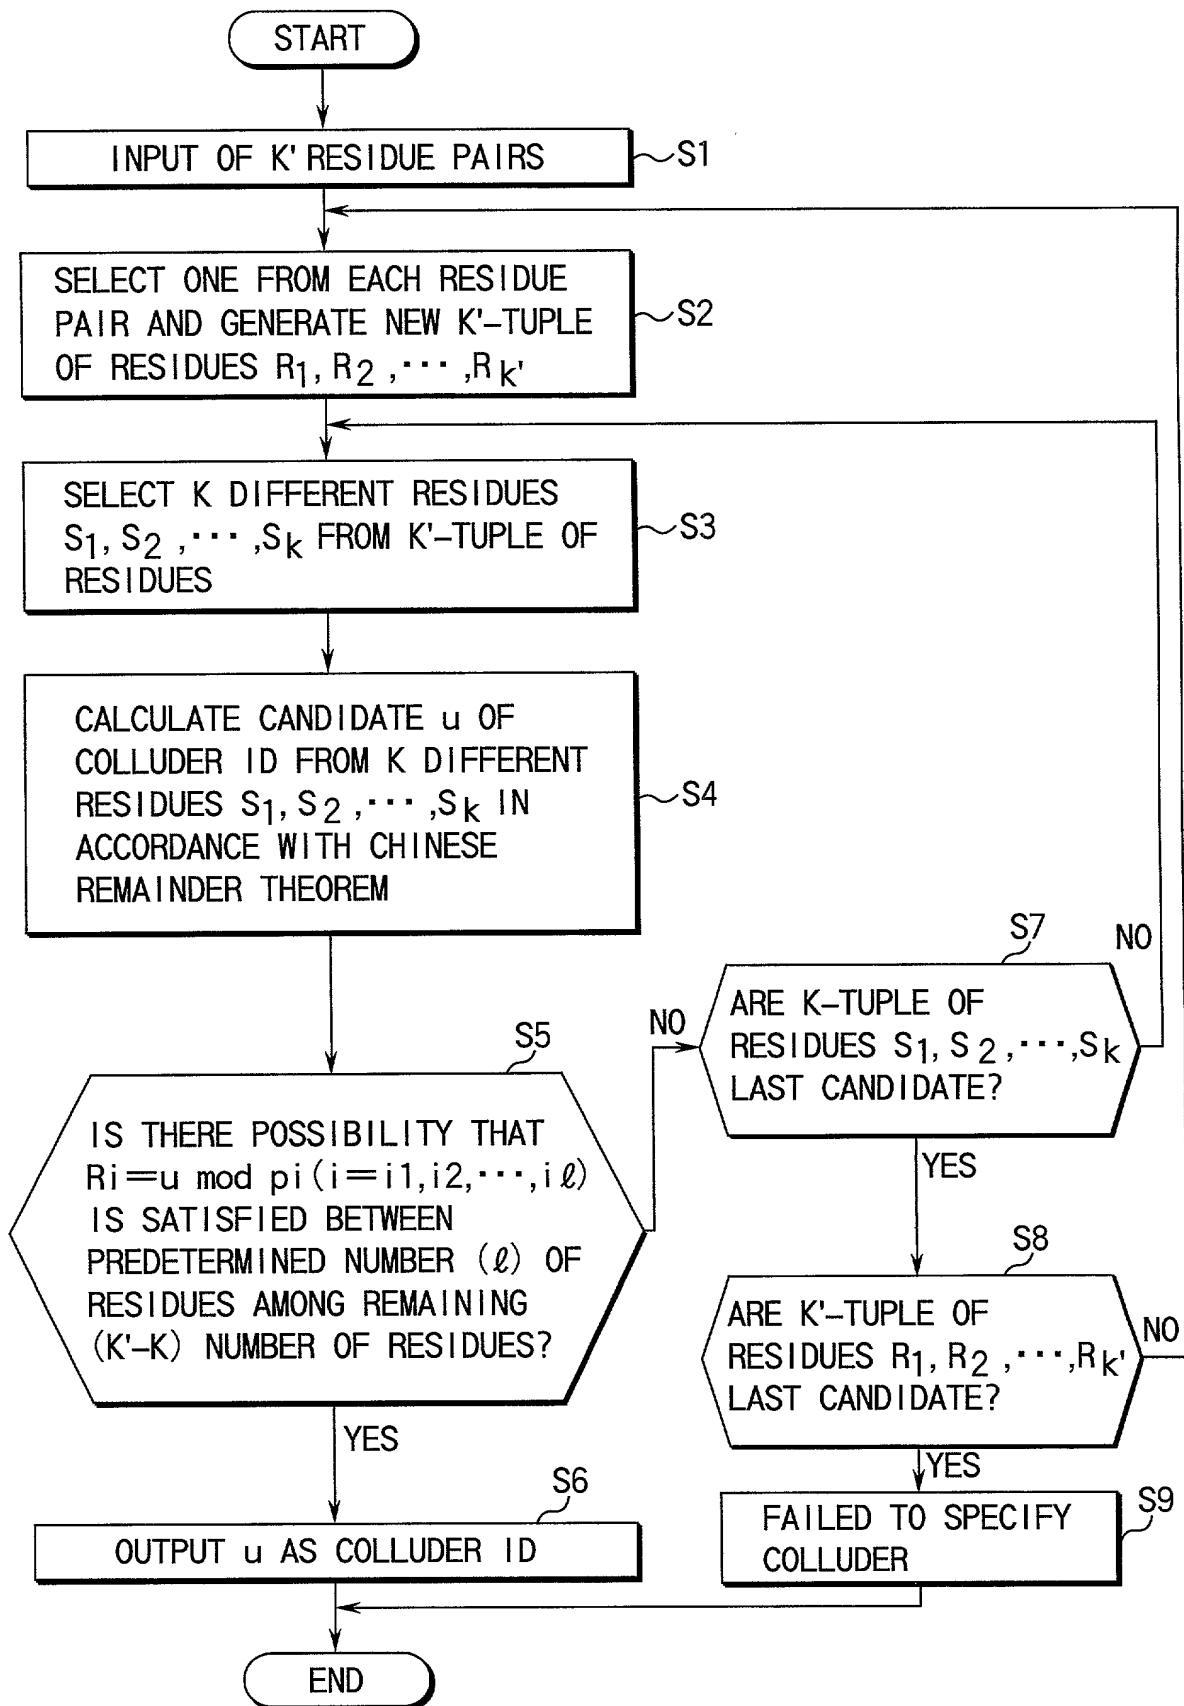 START
INPUT OF K' RESIDUE PAIRS
S1
SELECT ONE FROM EACH RESIDUE
PAIR AND GENERATE NEW K'-TUPLE
OF RESIDUES R1, R2 ,···,Rk'
S2
SELECT K DIFFERENT RESIDUES
S1, S2 ,···,Sk FROM K'-TUPLE OF
RESIDUES
S3
CALCULATE CANDIDATE u OF
COLLUDER ID FROM K DIFFERENT
RESIDUES S1, S2 ,···,Sk IN
ACCORDANCE WITH CHINESE
REMAINDER THEOREM
S4
S5
IS THERE POSSIBILITY THAT
Ri=u mod pi(i=i1,i2,···,iℓ)
IS SATISFIED BETWEEN
PREDETERMINED NUMBER (ℓ) OF
RESIDUES AMONG REMAINING
(K'-K) NUMBER OF RESIDUES?
NO
YES
S6
OUTPUT u AS COLLUDER ID
S7
ARE K-TUPLE OF
RESIDUES S1, S2 ,···,Sk
LAST CANDIDATE?
NO
YES
S8
ARE K'-TUPLE OF
RESIDUES R1, R2 ,···,Rk'
LAST CANDIDATE?
NO
YES
S9
FAILED TO SPECIFY
COLLUDER
END